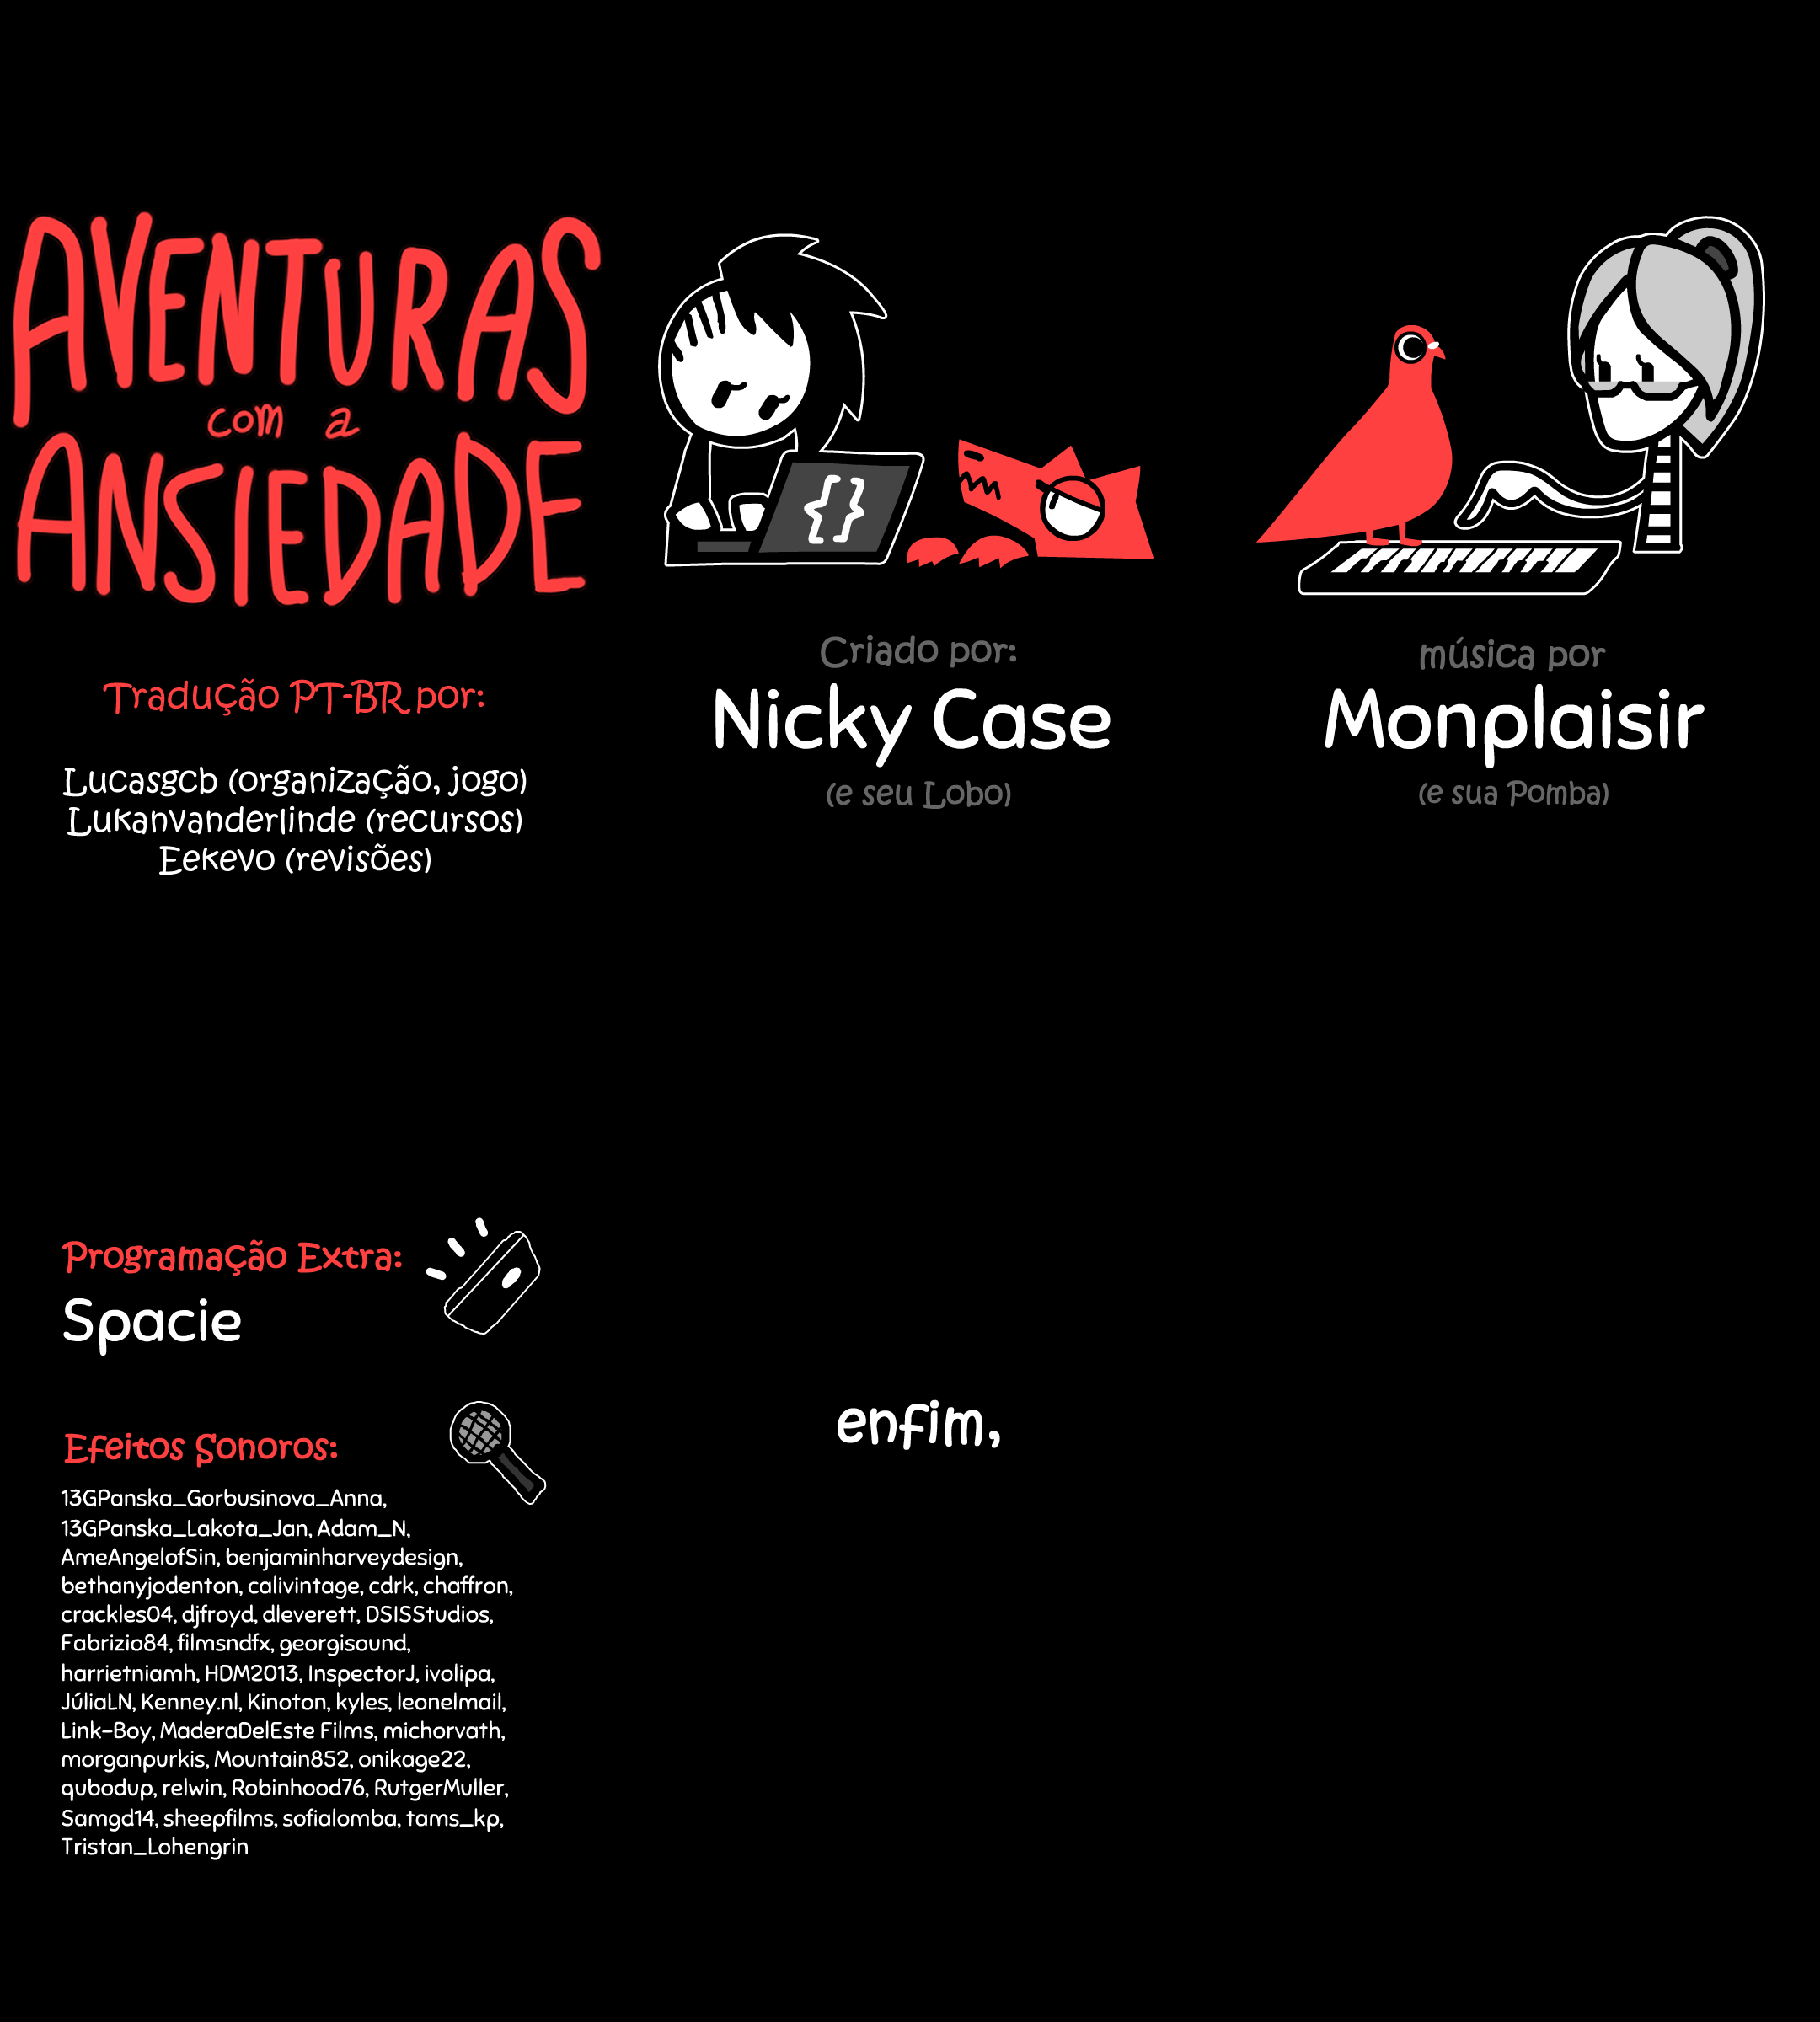 AVENTURAS
com a
ANSIEDADE
Tradução PT-BR por:
Lucasgcb (organização, jogo)
Lukanvanderlinde (recursos)
Eekevo (revisões)
{}
Criado por:
Nicky Case
(e seu Lobo)
música por
Monplaisir
(e sua Pomba)
Programação Extra:
Spacie
Efeitos Sonoros:
13GPanska_Gorbusinova_Anna,
13GPanska_Lakota_Jan, Adam_N,
AmeAngelofSin, benjaminharveydesign,
bethanyjodenton, calivintage, cdrk, chaffron,
crackles04, djfroyd, dleverett, DSISStudios,
Fabrizio84, filmsndfx, georgisound,
harrietniamh, HDM2013, InspectorJ, ivolipa,
JúliaLN, Kenney.nl, Kinoton, kyles, leonelmail,
Link-Boy, MaderaDelEste Films, michorvath,
morganpurkis, Mountain852, onikage22,
qubodup, relwin, Robinhood76, RutgerMuller,
Samgd14, sheepfilms, sofialomba, tams_kp,
Tristan_Lohengrin
enfim,